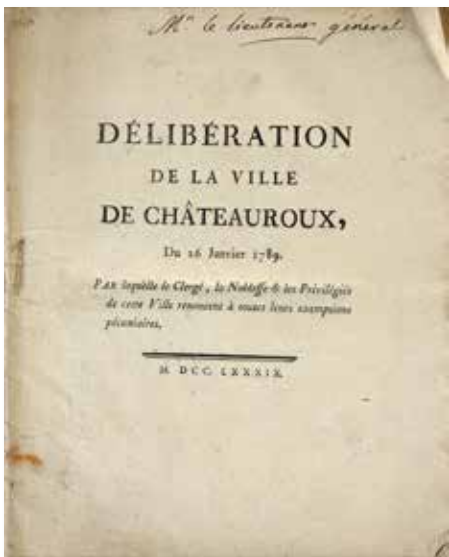 Mr. le lieutenant général
DÉLIBÉRATION
DE LA VILLE
DE CHÂTEAUROUX,
Du 26 Janvier 1789.
PAR laquelle le Clergé, la Noblesse & les Privilégiés
de cette Ville renoncent à toutes leurs exemptions
pécuniaires.
M. DCC. LXXXIX.